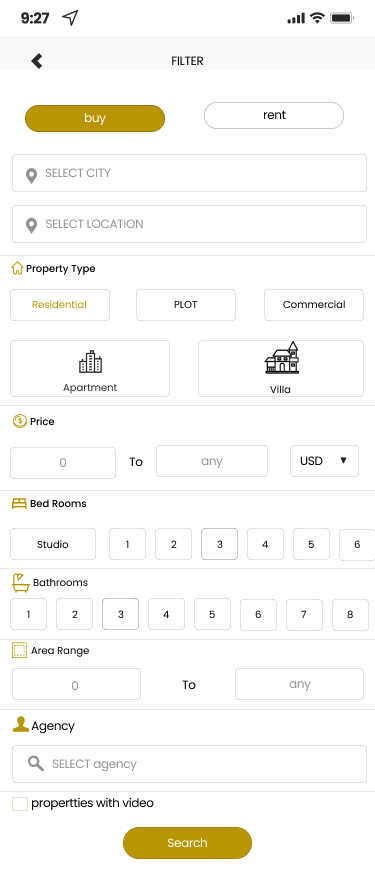 9:27
FILTER
buy rent
SELECT CITY
SELECT LOCATION
Property Type
Residential PLOT Commercial
Apartment Villa
Price
0 To any USD
Bed Rooms
Studio 1 2 3 4 5 6
Bathrooms
1 2 3 4 5 6 7 8
Area Range
0 To any
Agency
SELECT agency
propertties with video
Search